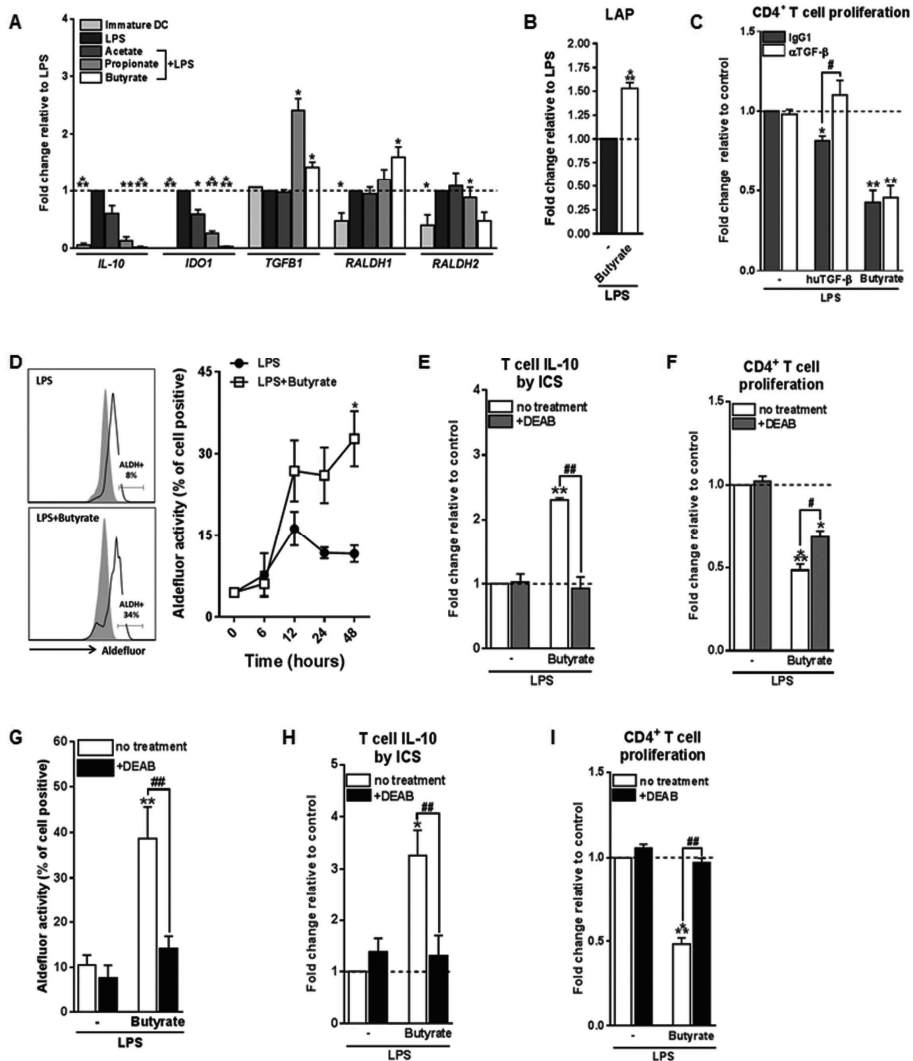 A
Immature DC
LPS
Acetate
Propionate +LPS
Butyrate
Fold change relative to LPS
4
3
2
1
0
* ** ** * ** * ** * * ** * ** * ** * * * * * *
IL-10 IDO1 TGFB1 RALDH1 RALDH2
B
LAP
Fold change relative to LPS
2.00
1.75
1.50
1.25
1.00
0.75
0.50
0.25
0.00
* **
- Butyrate
LPS
C
CD4+ T cell proliferation
IgG1
αTGF-β
Fold change relative to control
1.5
1.0
0.5
0.0
* # ** **
- huTGF-β Butyrate
LPS
D
LPS
ALDH+
8%
LPS+Butyrate
ALDH+
34%
Aldefluor
LPS
LPS+Butyrate
Aldefluor activity (% of cell positive)
45
30
15
0
*
0 6 12 24 48
Time (hours)
E
T cell IL-10
by ICS
no treatment
+DEAB
Fold change relative to control
4
3
2
1
0
** ##
- Butyrate
LPS
F
CD4+ T cell
proliferation
no treatment
+DEAB
Fold change relative to control
1.5
1.0
0.5
0.0
* ** # *
- Butyrate
LPS
G
no treatment
+DEAB
Aldefluor activity (% of cell positive)
60
50
40
30
20
10
0
** ##
- Butyrate
LPS
H
T cell IL-10
by ICS
no treatment
+DEAB
Fold change relative to control
5
4
3
2
1
0
* ##
- Butyrate
LPS
I
CD4+ T cell
proliferation
no treatment
+DEAB
Fold change relative to control
1.5
1.0
0.5
0.0
* ** ##
- Butyrate
LPS